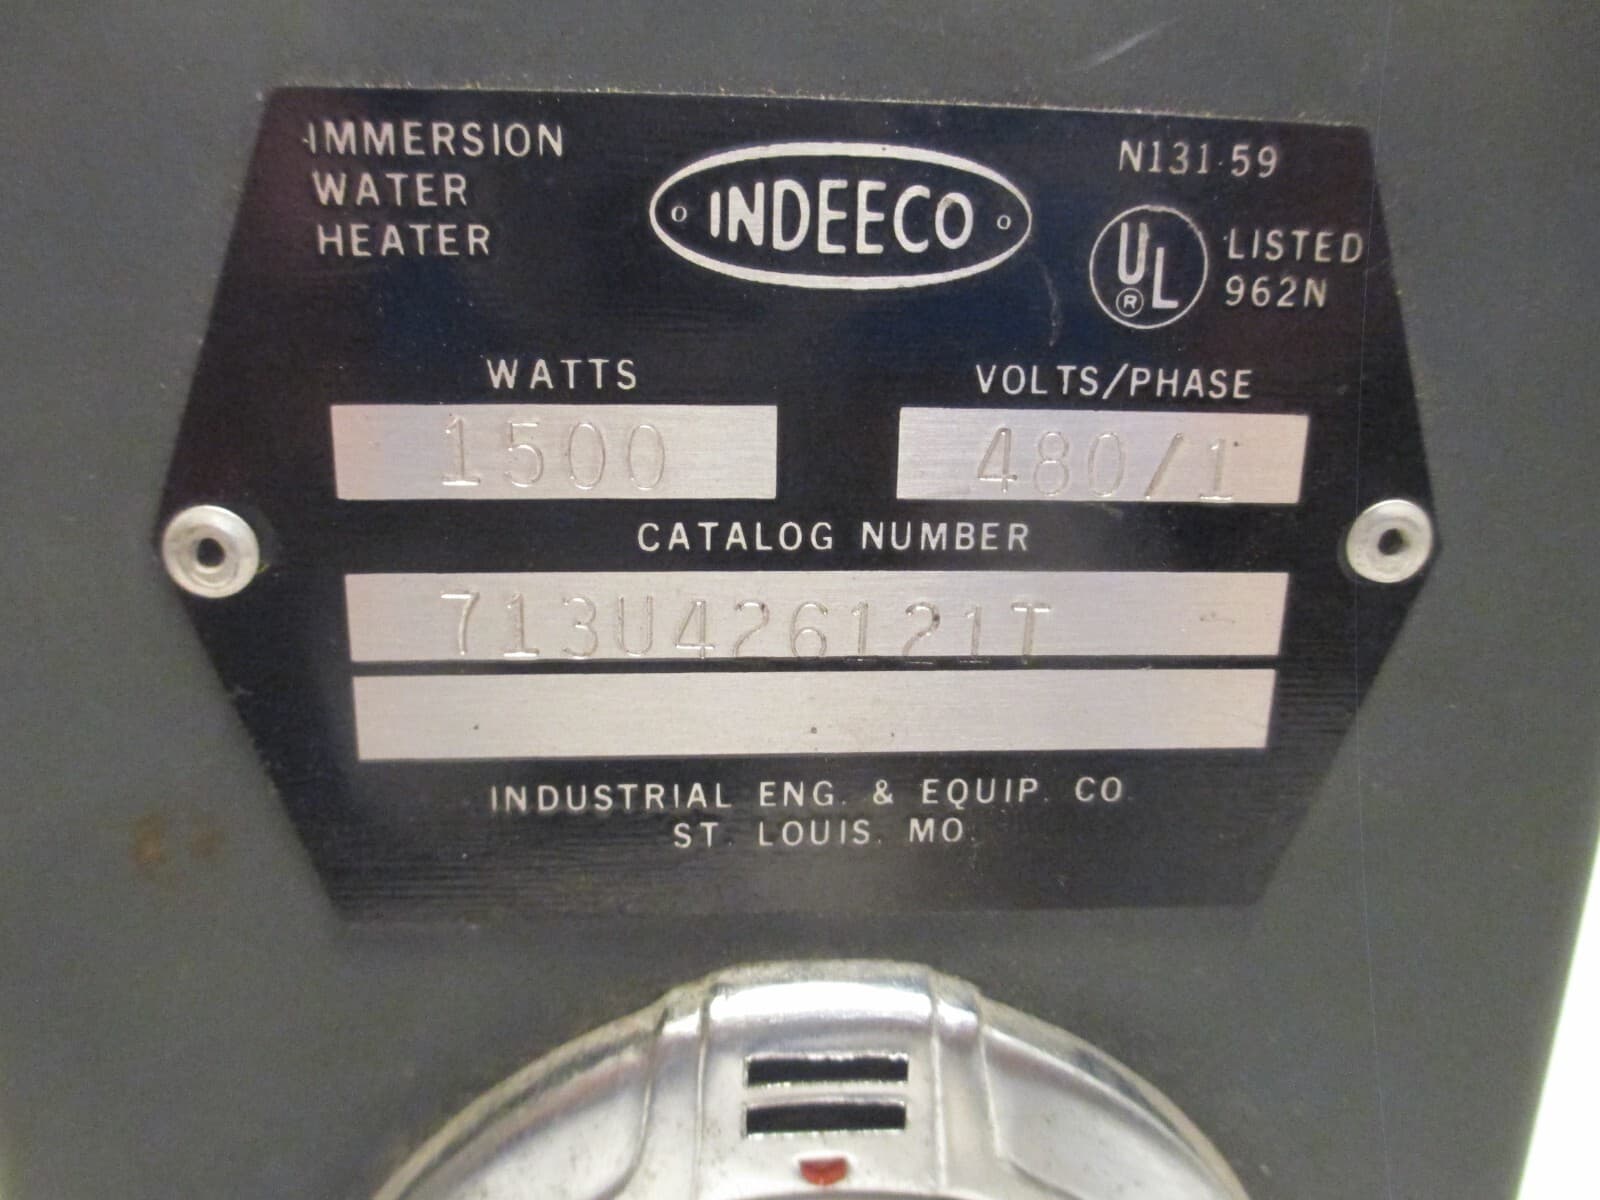 IMMERSION
WATER
HEATER
INDEECO
N131-59
UL ®
LISTED
962N
WATTS
1500
VOLTS/PHASE
480/1
CATALOG NUMBER
713U426121T
INDUSTRIAL ENG. & EQUIP. CO.
ST. LOUIS, MO.